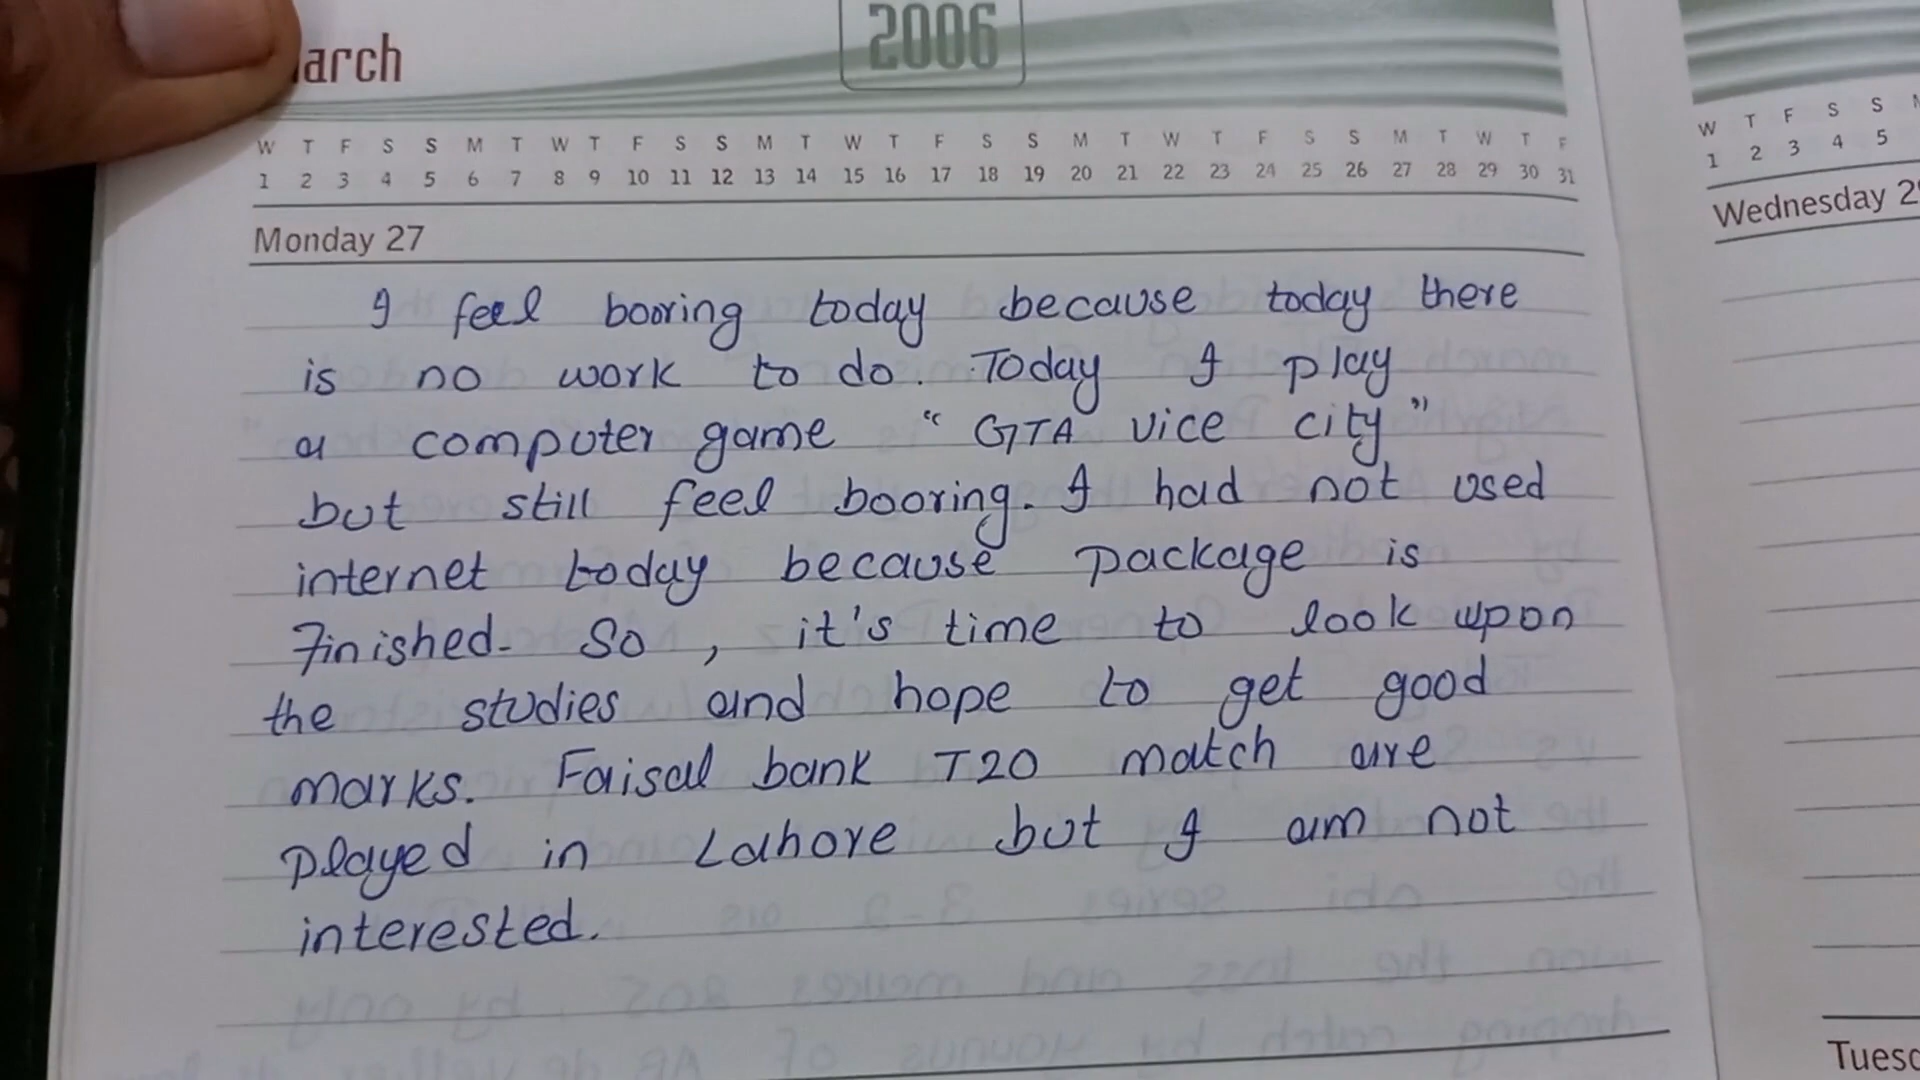 arch
2006
W T F S S M T W T F S S M T W T F S S M T W T F S S M T W T F
1 2 3 4 5 6 7 8 9 10 11 12 13 14 15 16 17 18 19 20 21 22 23 24 25 26 27 28 29 30 31
Monday 27
I feel booring today because today there
is no work to do. Today I play
a computer game "GTA vice city"
but still feel booring. I had not used
internet today because package is
finished. So, it's time to look upon
the studies and hope to get good
marks. Faisal bank T20 match are
played in Lahore but I am not
interested.
W T F S S
1 2 3 4 5
Wednesday 2
Tues